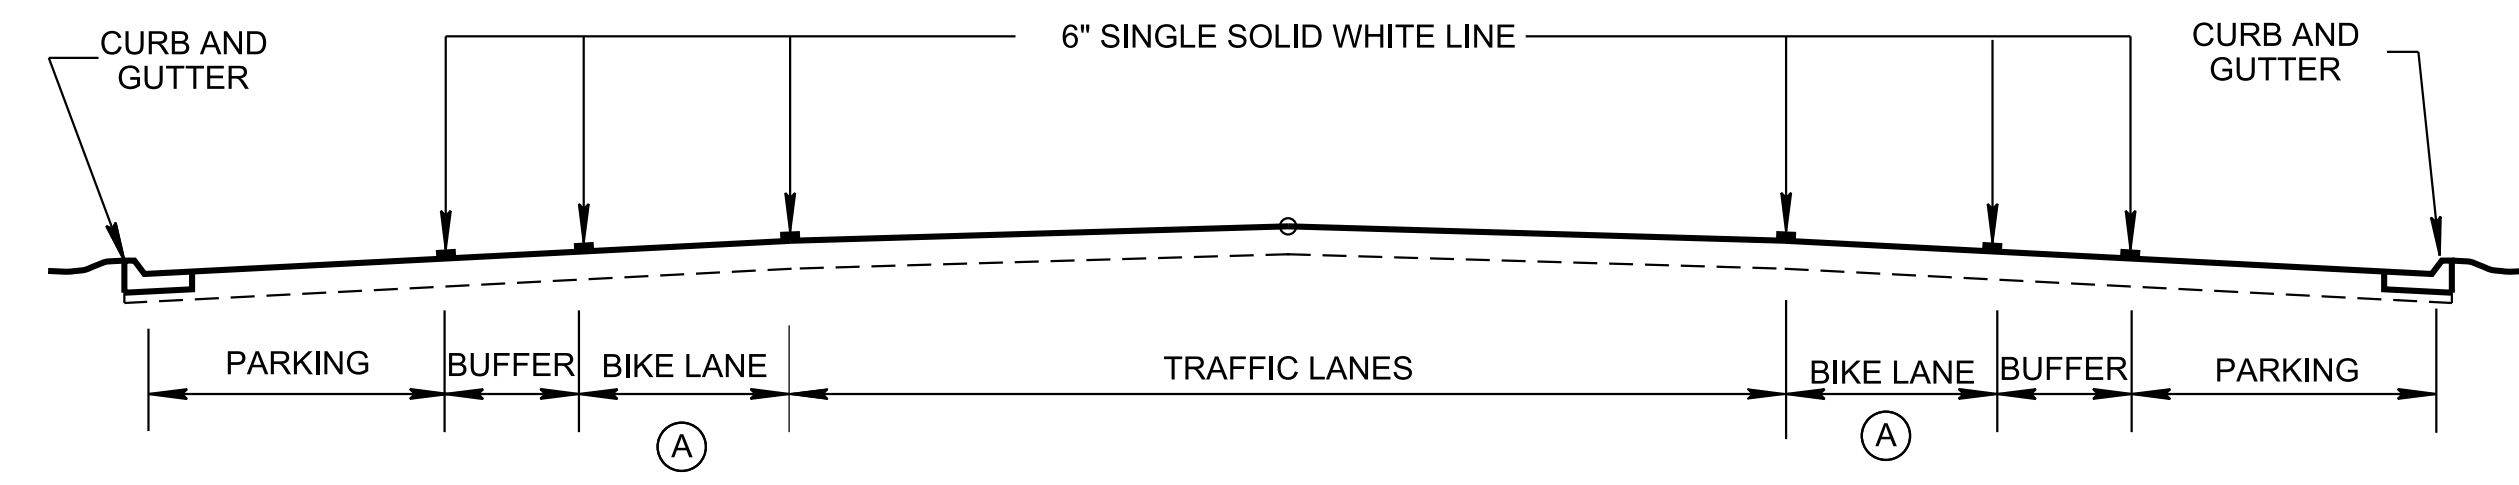 CURB AND
GUTTER
6" SINGLE SOLID WHITE LINE
CURB AND
GUTTER
PARKING
BUFFER
BIKE LANE
TRAFFIC LANES
BIKE LANE
BUFFER
PARKING
A
A